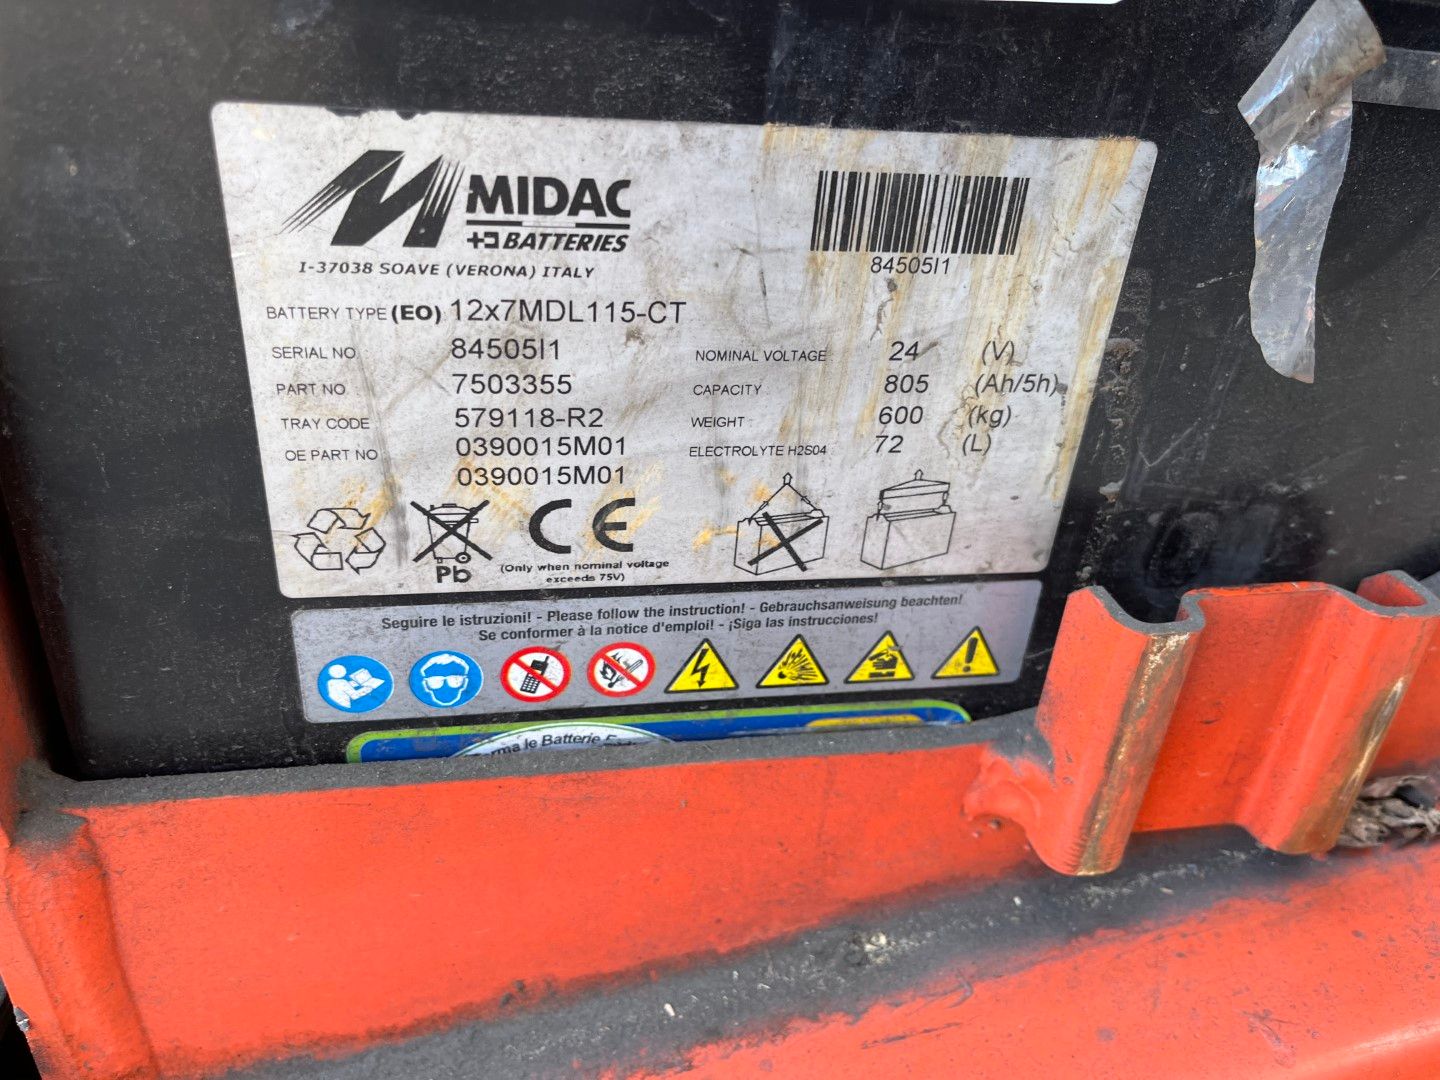 MIDAC
BATTERIES
I-37038 SOAVE (VERONA) ITALY
84505I1
BATTERY TYPE (EO) 12x7MDL115-CT
SERIAL NO 84505I1
PART NO 7503355
TRAY CODE 579118-R2
OE PART NO 0390015M01
0390015M01
NOMINAL VOLTAGE 24 (V)
CAPACITY 805 (Ah/5h)
WEIGHT 600 (kg)
ELECTROLYTE H2S04 72 (L)
Pb
CE
(Only when nominal voltage
exceeds 75V)
Seguire le istruzioni! - Please follow the instruction! - Gebrauchsanweisung beachten!
Se conformer à la notice d'emploi! - ¡Siga las instrucciones!
le Batterie